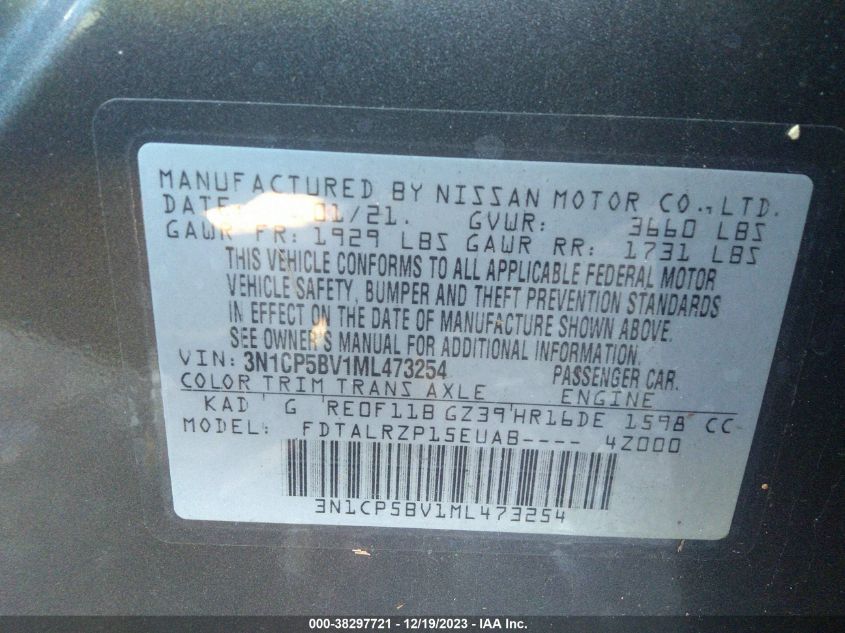 MANUFACTURED BY NISSAN MOTOR CO., LTD.
DATE 01/21. GVWR: 3660 LBS
GAWR FR: 1929 LBS GAWR RR: 1731 LBS
THIS VEHICLE CONFORMS TO ALL APPLICABLE FEDERAL MOTOR
VEHICLE SAFETY, BUMPER AND THEFT PREVENTION STANDARDS
IN EFFECT ON THE DATE OF MANUFACTURE SHOWN ABOVE.
SEE OWNER'S MANUAL FOR ADDITIONAL INFORMATION.
VIN: 3N1CP5BV1ML473254 PASSENGER CAR.
COLOR TRIM TRANS AXLE ENGINE
KAD G RE0F11B GZ39 HR16DE 1598 CC
MODEL: FDTALRZP15EUAB---- 4Z000
3N1CP5BV1ML473254
000-38297721 - 12/19/2023 - IAA Inc.